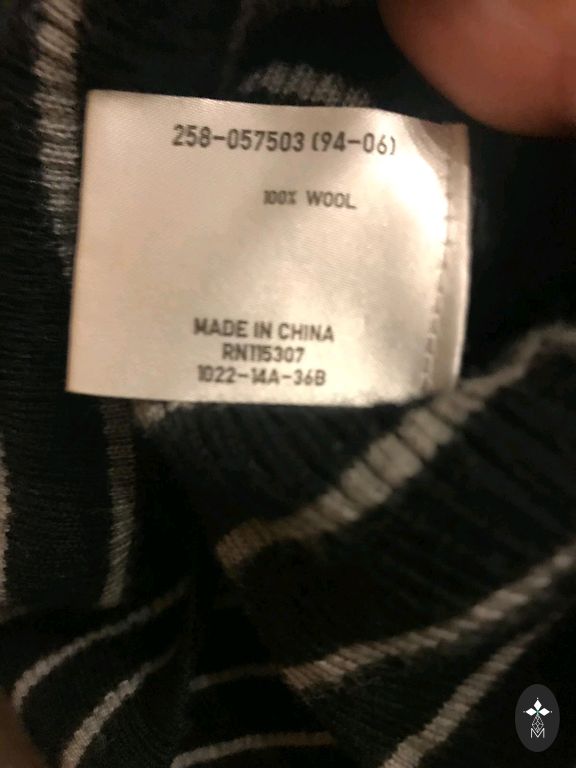 258-057503 (94-06)
100% WOOL
MADE IN CHINA
RN115307
1022-14A-36B